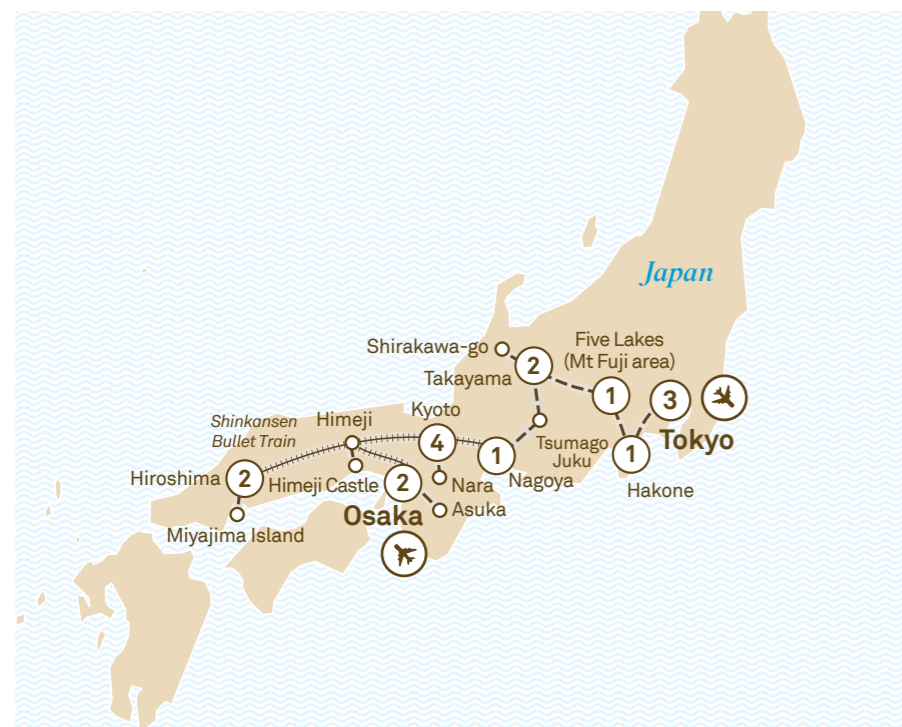 Japan
Shirakawa-go
2
Takayama
Five Lakes
(Mt Fuji area)
1
3
Tokyo
1
Hakone
Tsumago
Juku
1
Nagoya
Kyoto
4
Nara
Himeji
Shinkansen
Bullet Train
Himeji Castle
2
Osaka
Asuka
Hiroshima
2
Miyajima Island